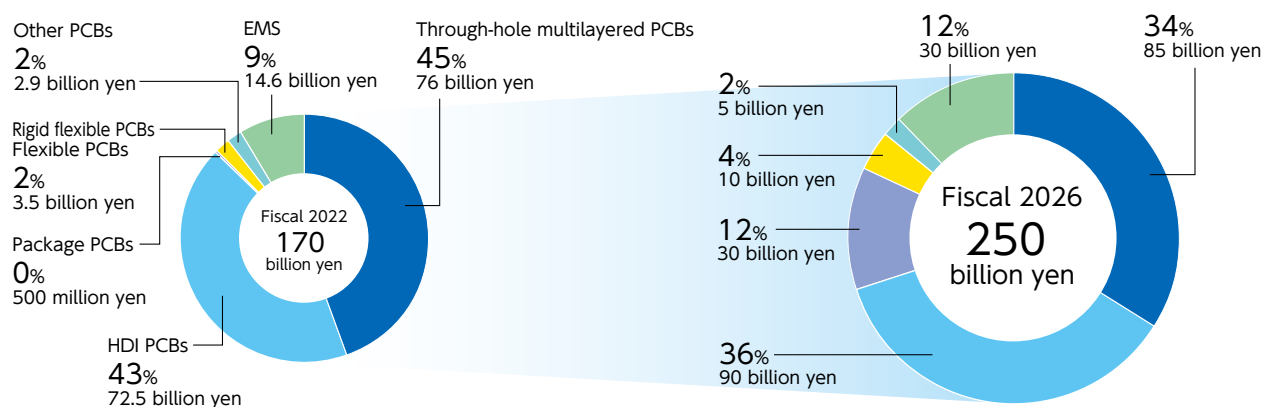 Other PCBs
2%
2.9 billion yen
EMS
9%
14.6 billion yen
Through-hole multilayered PCBs
45%
76 billion yen
Rigid flexible PCBs
Flexible PCBs
2%
3.5 billion yen
Package PCBs
0%
500 million yen
HDI PCBs
43%
72.5 billion yen
Fiscal 2022
170
billion yen
12%
30 billion yen
34%
85 billion yen
2%
5 billion yen
4%
10 billion yen
12%
30 billion yen
36%
90 billion yen
Fiscal 2026
250
billion yen